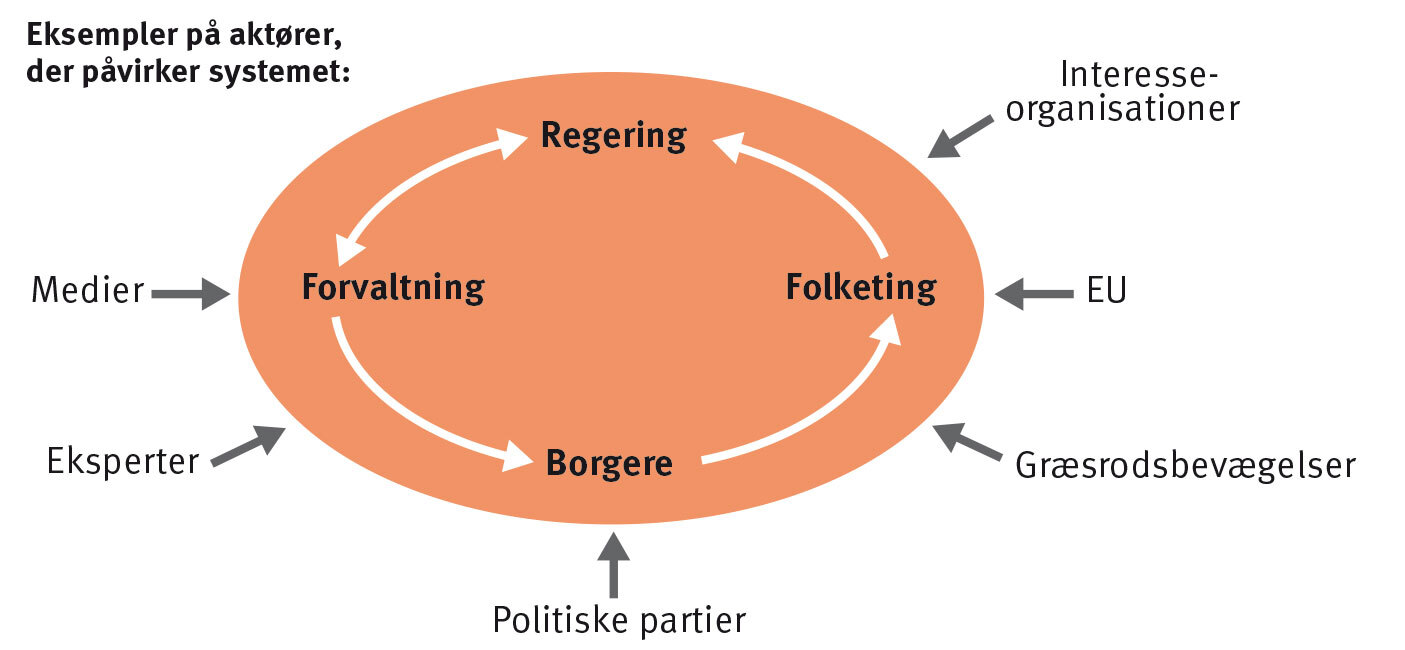 Eksempler på aktører,
der påvirker systemet:
Interesse-
organisationer
Regering
Medier
Forvaltning
Folketing
EU
Eksperter
Borgere
Græsrodsbevægelser
Politiske partier